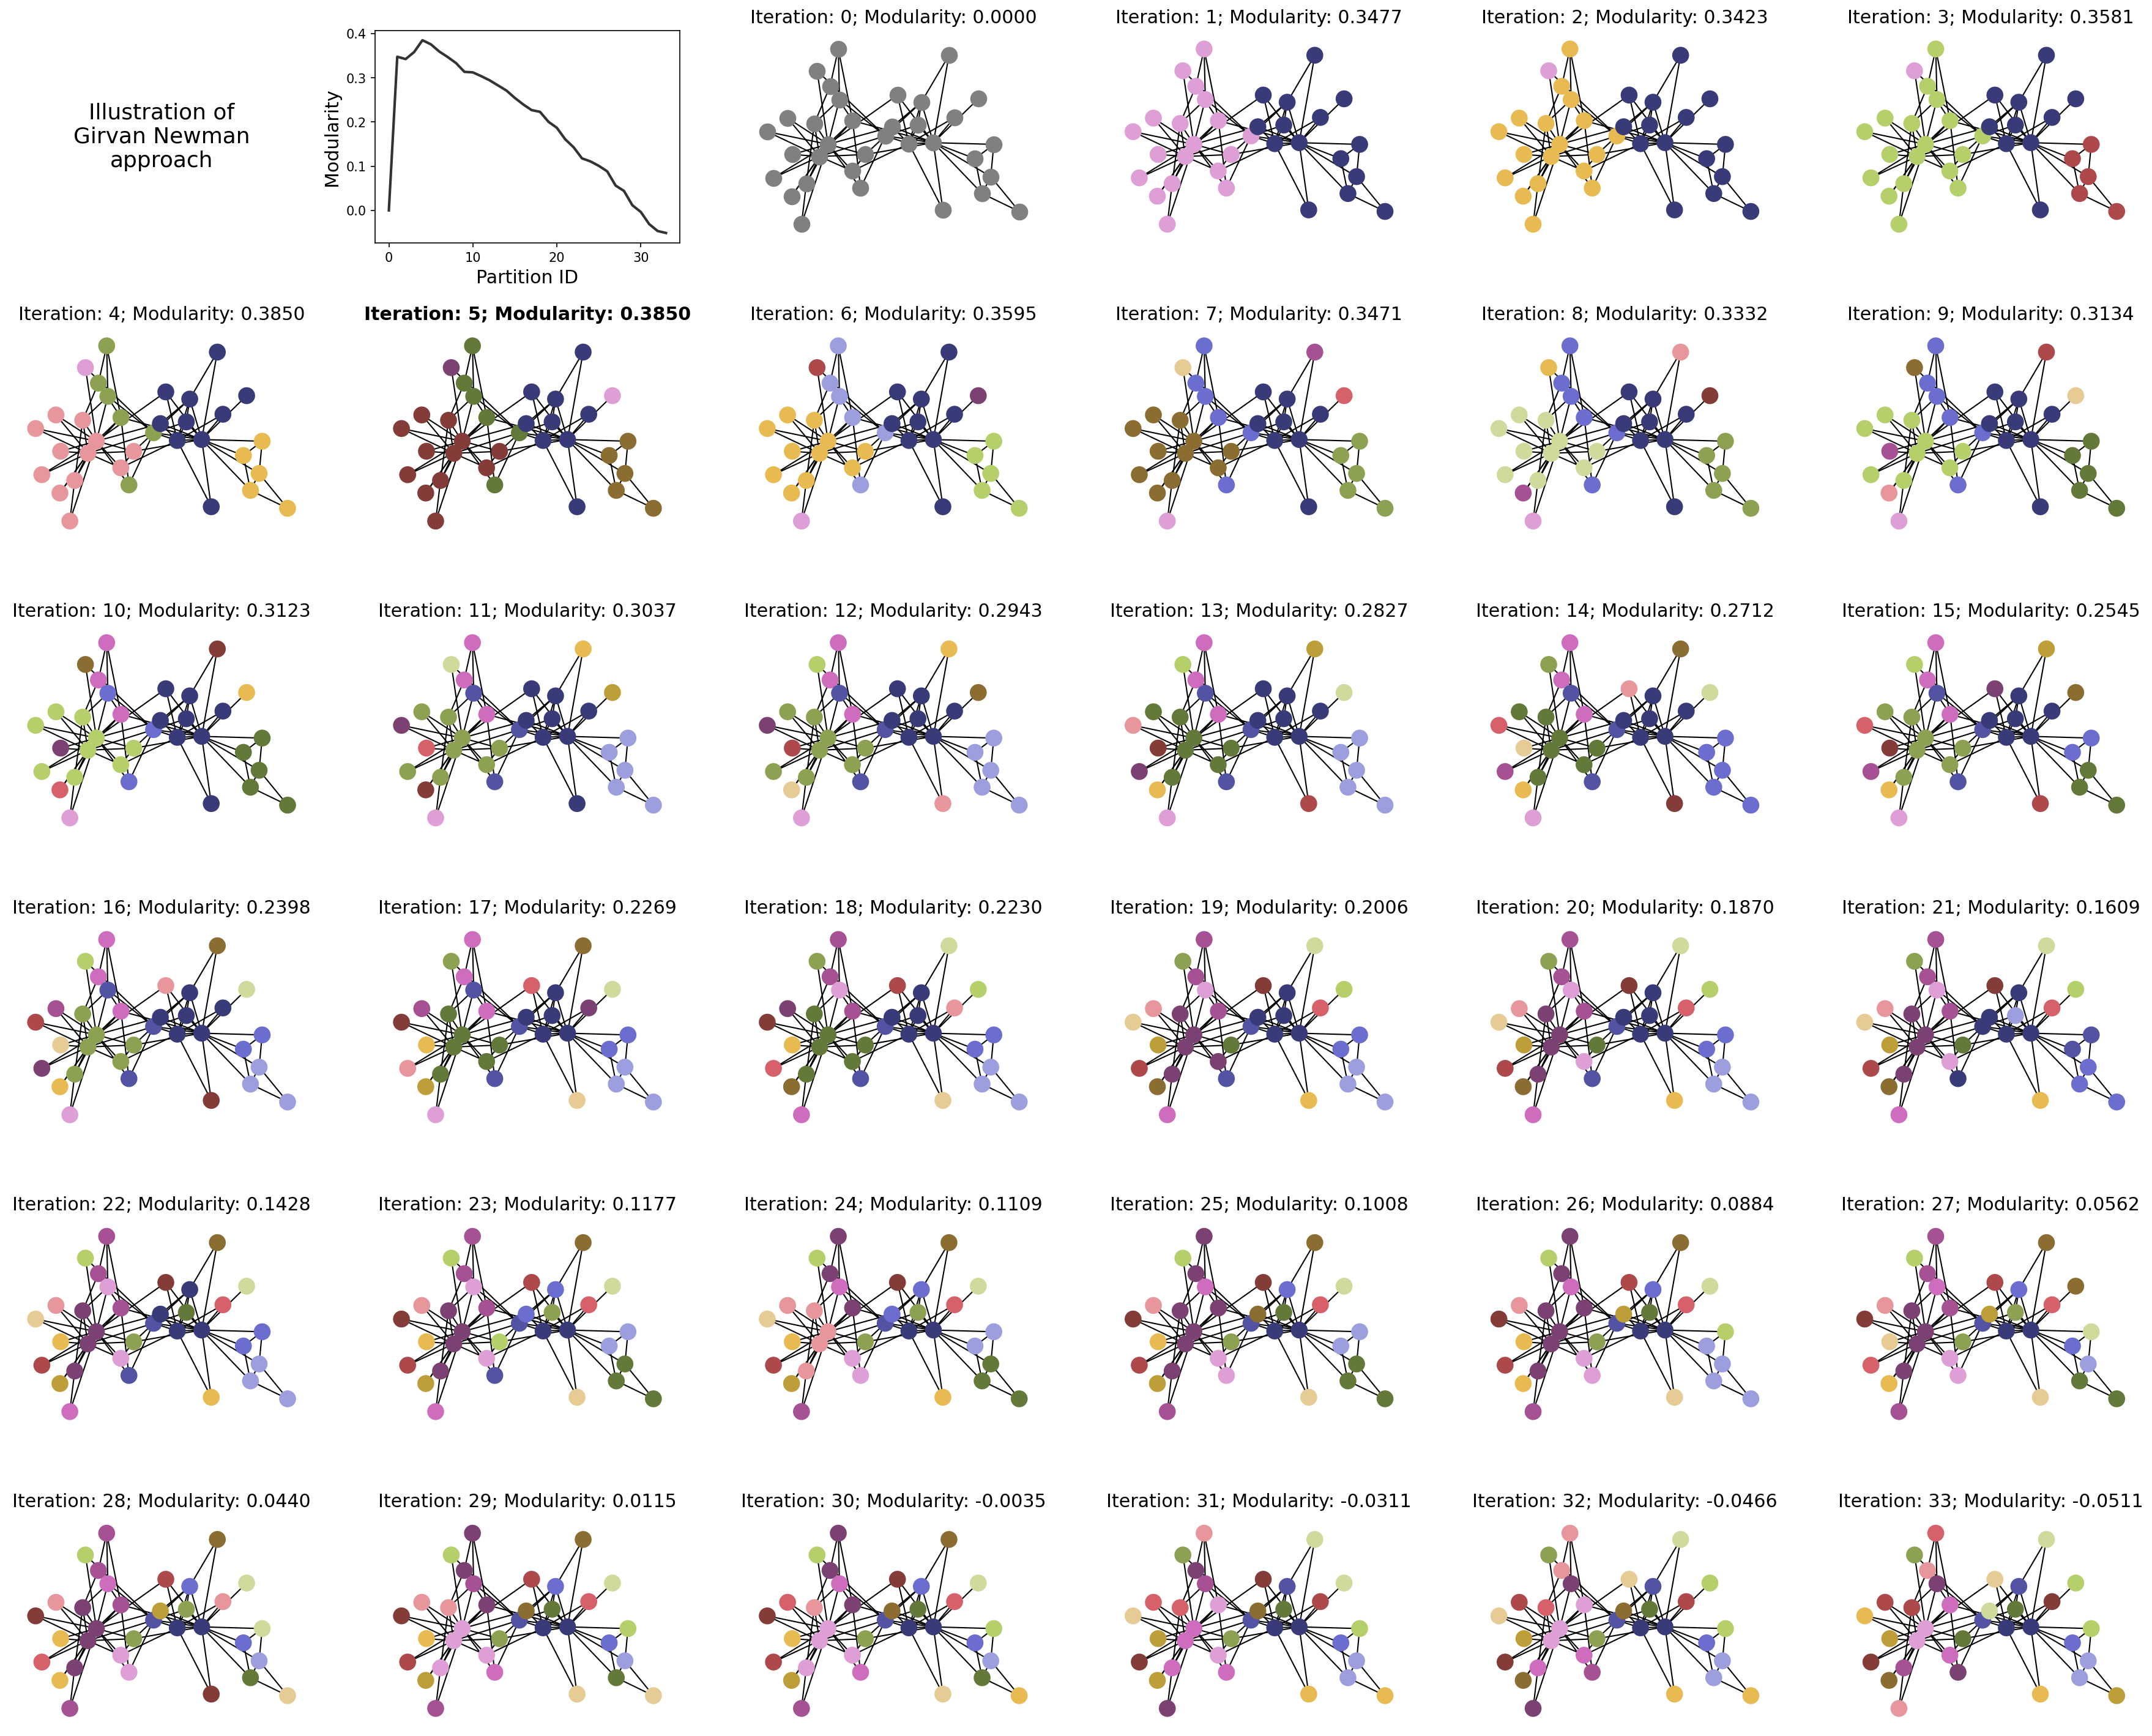 Illustration of
Girvan Newman
approach
Modularity
0.4
0.3
0.2
0.1
0.0
0 10 20 30
Partition ID
Iteration: 0; Modularity: 0.0000
Iteration: 1; Modularity: 0.3477
Iteration: 2; Modularity: 0.3423
Iteration: 3; Modularity: 0.3581
Iteration: 4; Modularity: 0.3850
Iteration: 5; Modularity: 0.3850
Iteration: 6; Modularity: 0.3595
Iteration: 7; Modularity: 0.3471
Iteration: 8; Modularity: 0.3332
Iteration: 9; Modularity: 0.3134
Iteration: 10; Modularity: 0.3123
Iteration: 11; Modularity: 0.3037
Iteration: 12; Modularity: 0.2943
Iteration: 13; Modularity: 0.2827
Iteration: 14; Modularity: 0.2712
Iteration: 15; Modularity: 0.2545
Iteration: 16; Modularity: 0.2398
Iteration: 17; Modularity: 0.2269
Iteration: 18; Modularity: 0.2230
Iteration: 19; Modularity: 0.2006
Iteration: 20; Modularity: 0.1870
Iteration: 21; Modularity: 0.1609
Iteration: 22; Modularity: 0.1428
Iteration: 23; Modularity: 0.1177
Iteration: 24; Modularity: 0.1109
Iteration: 25; Modularity: 0.1008
Iteration: 26; Modularity: 0.0884
Iteration: 27; Modularity: 0.0562
Iteration: 28; Modularity: 0.0440
Iteration: 29; Modularity: 0.0115
Iteration: 30; Modularity: -0.0035
Iteration: 31; Modularity: -0.0311
Iteration: 32; Modularity: -0.0466
Iteration: 33; Modularity: -0.0511